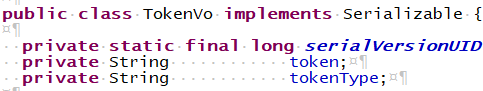 public class TokenVo implements Serializable {
¤¶
  private static final long serialVersionUID
  private String            token;¤¶
  private String            tokenType;¤¶